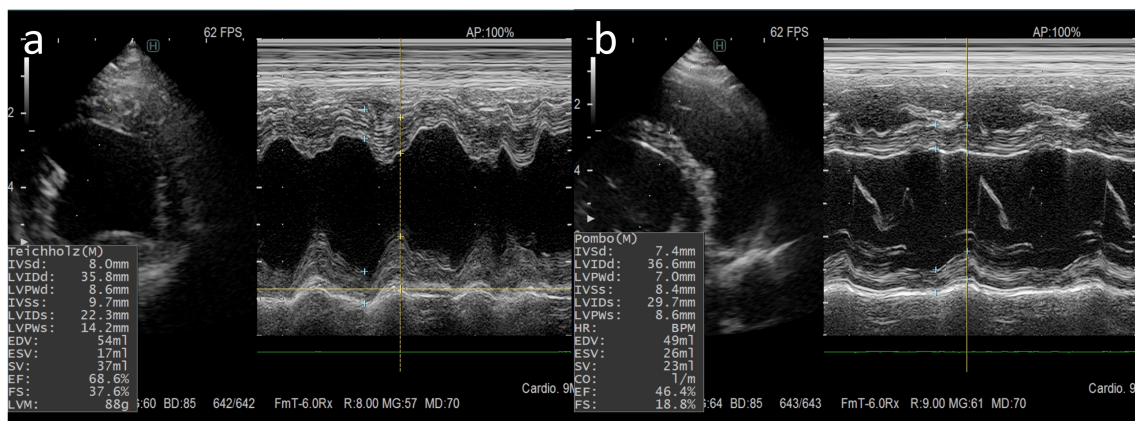 a
H
62 FPS
AP:100%
2
4
Teichholz(M)
IVSd: 8.0mm
LVIDd: 35.8mm
LVPWd: 8.6mm
IVSs: 9.7mm
LVIDs: 22.3mm
LVPWs: 14.2mm
EDV: 54ml
ESV: 17ml
SV: 37ml
EF: 68.6%
FS: 37.6%
LVM: 88g
Cardio. 9M
:60 BD:85 642/642 FmT-6.0Rx R:8.00 MG:57 MD:70
b
H
62 FPS
AP:100%
2
4
Pombo(M)
IVSd: 7.4mm
LVIDd: 36.6mm
LVPWd: 7.0mm
IVSs: 8.4mm
LVIDs: 29.7mm
LVPWs: 8.6mm
HR: BPM
EDV: 49ml
ESV: 26ml
SV: 23ml
CO: l/m
EF: 46.4%
FS: 18.8%
Cardio. 9
:64 BD:85 643/643 FmT-6.0Rx R:9.00 MG:61 MD:70